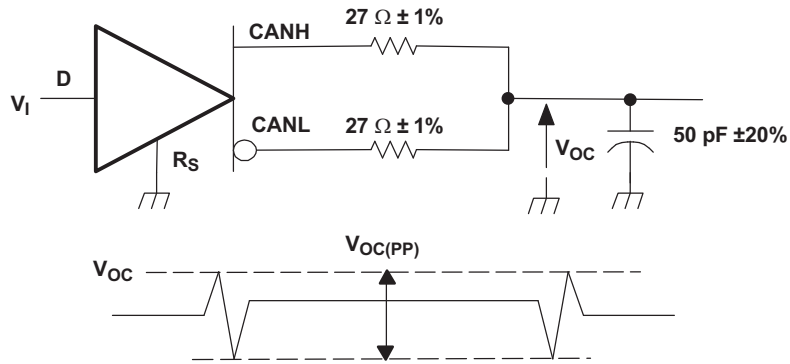 CANH
27 Ω ± 1%
D
V_I
CANL
27 Ω ± 1%
R_S
V_OC
50 pF ±20%
V_OC(PP)
V_OC